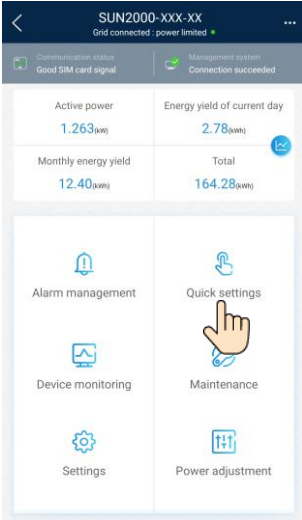 SUN2000-XXX-XX
Grid connected : power limited
Communication status
Good SIM card signal
Management system
Connection succeeded
Active power
1.263(kW)
Energy yield of current day
2.78(kWh)
Monthly energy yield
12.40(kWh)
Total
164.28(kWh)
Alarm management
Quick settings
Device monitoring
Maintenance
Settings
Power adjustment